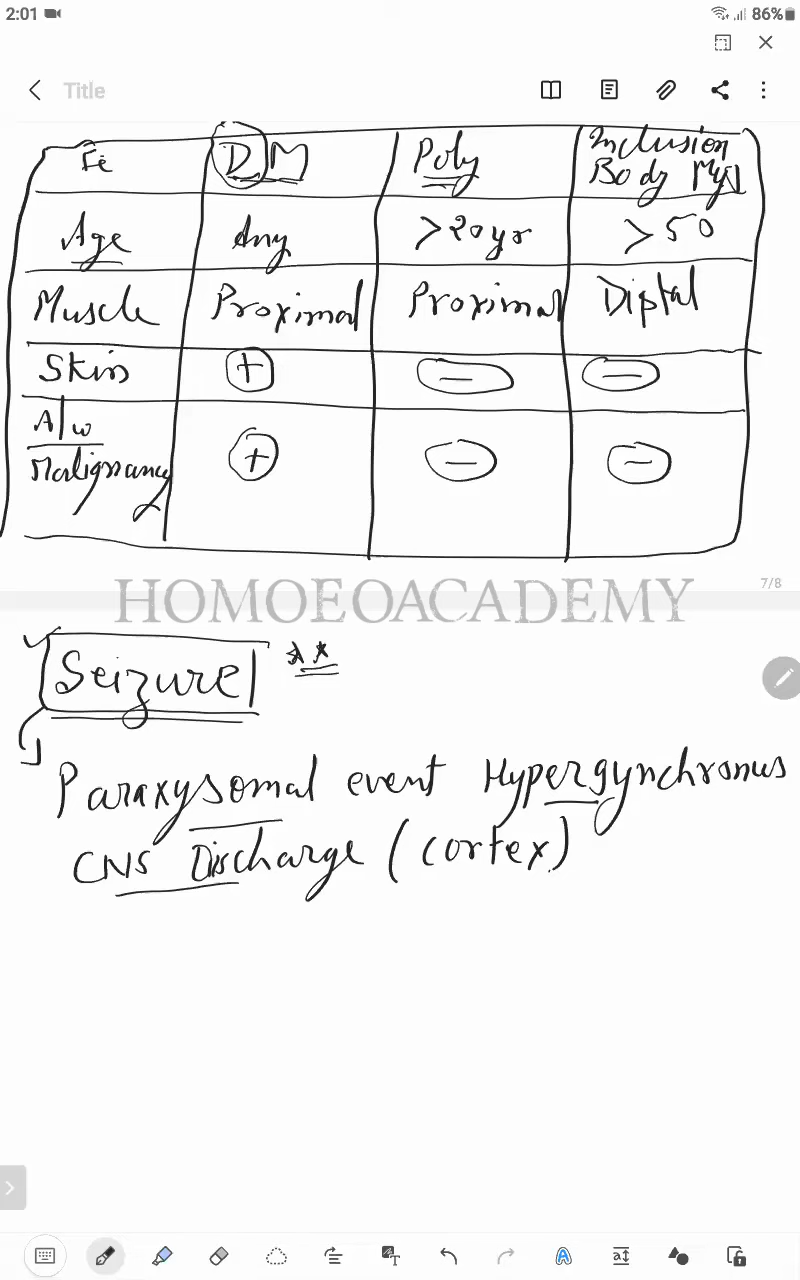 2:01 86%
Title
Fe DM Poly Inclusion Body Myo
Age Any >20yr >50
Muscle Proximal Proximal Distal
Skin + − −
A/w Malignancy + − −
7/8
HOMOEOACADEMY
Seizure **
Paraxysomal event Hypergynchronus
CNS Discharge (cortex)